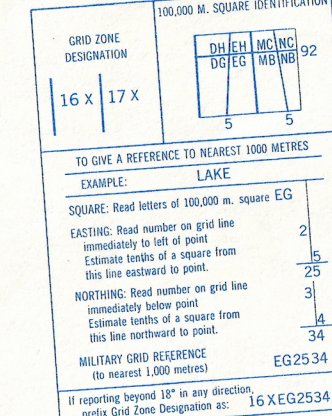 100,000 M. SQUARE IDENTIFICATION
GRID ZONE
DESIGNATION
16 X 17 X
DH EH MC NC
DG EG MB NB
92
5 5
TO GIVE A REFERENCE TO NEAREST 1000 METRES
EXAMPLE: LAKE
SQUARE: Read letters of 100,000 m. square EG
EASTING: Read number on grid line
immediately to left of point 2
Estimate tenths of a square from
this line eastward to point. 5
25
NORTHING: Read number on grid line 3
immediately below point
Estimate tenths of a square from 4
this line northward to point. 34
MILITARY GRID REFERENCE EG2534
(to nearest 1,000 metres)
If reporting beyond 18° in any direction,
prefix Grid Zone Designation as: 16XEG2534